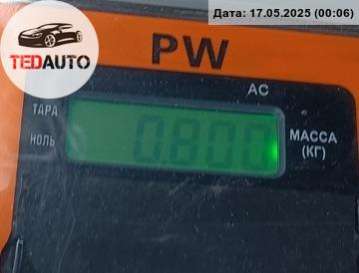 Дата: 17.05.2025 (00:06)
TEDAUTO
PW
AC
ТАРА
НОЛЬ
0.800
МАССА
(КГ)